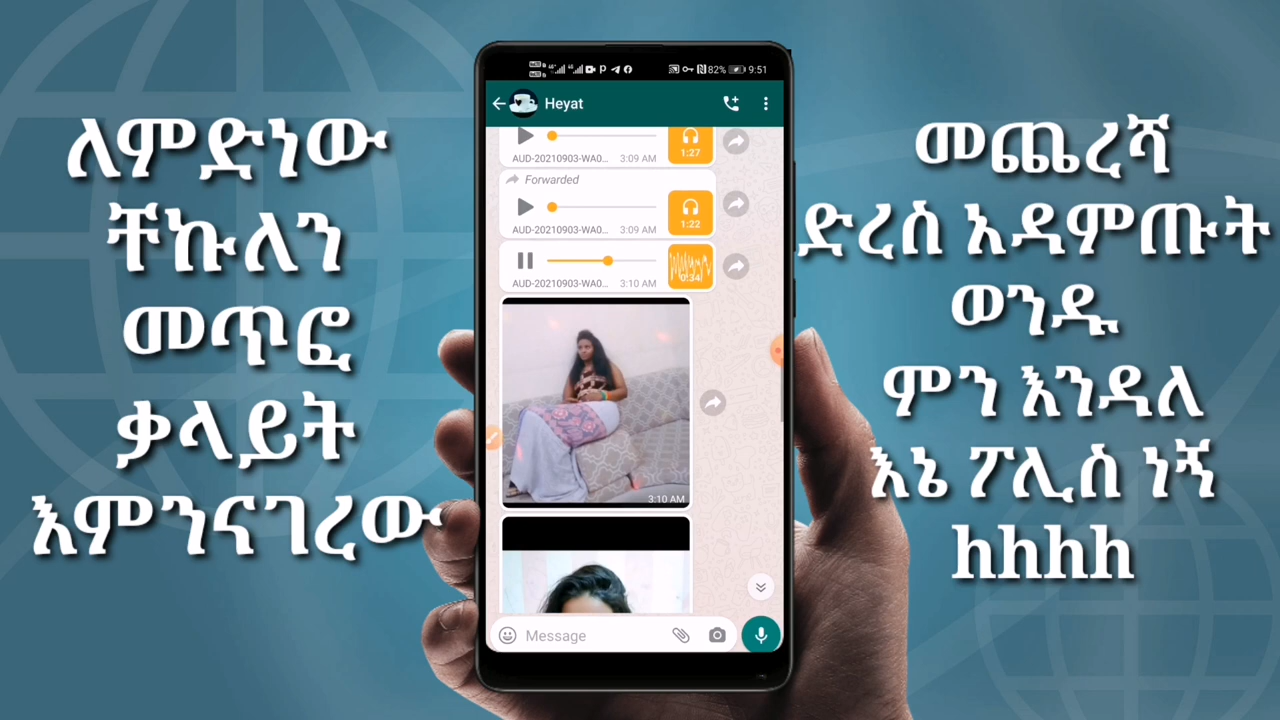 ለምድነው
ቸኩለን
መጥፎ
ቃላይት
እምንናገረው
82% 9:51
Heyat
1:27
AUD-20210903-WA0... 3:09 AM
Forwarded
1:22
AUD-20210903-WA0... 3:09 AM
0:34
AUD-20210903-WA0... 3:10 AM
3:10 AM
Message
መጨረሻ
ድረስ አዳምጡት
ወንዱ
ምን እንዳለ
እኔ ፖሊስ ነኝ
ከከከከ